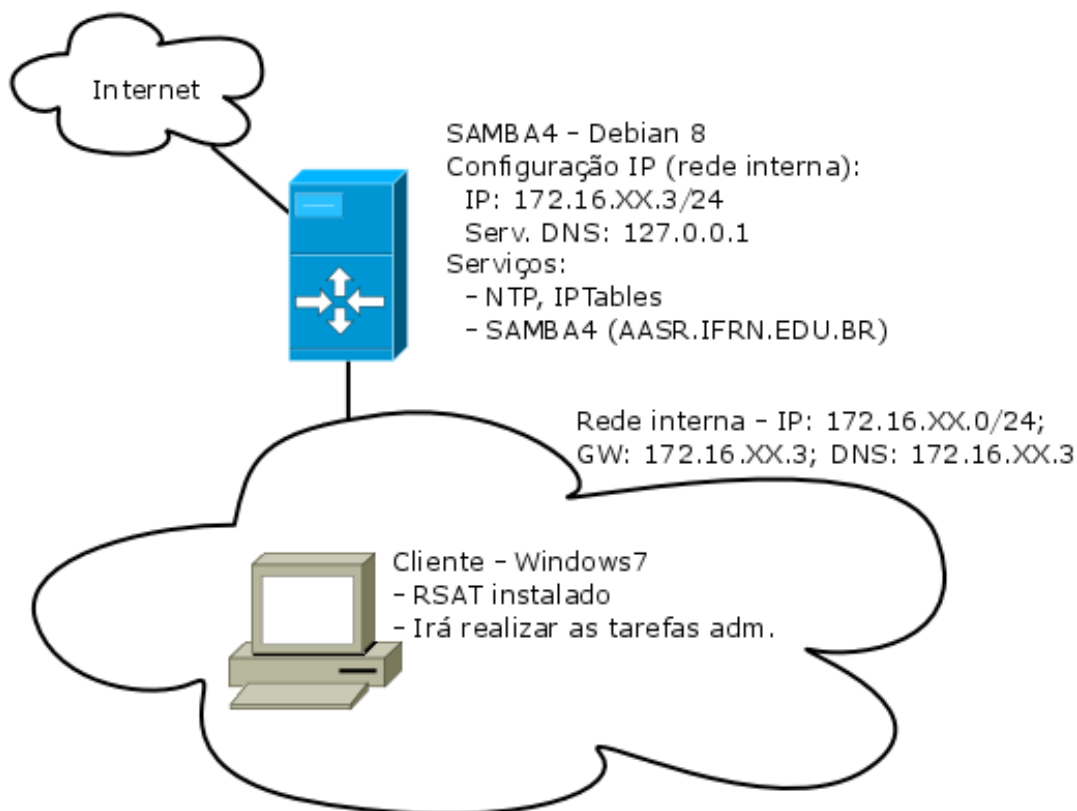 Internet
SAMBA4 – Debian 8
Configuração IP (rede interna):
IP: 172.16.XX.3/24
Serv. DNS: 127.0.0.1
Serviços:
– NTP, IPTables
– SAMBA4 (AASR.IFRN.EDU.BR)
Rede interna – IP: 172.16.XX.0/24;
GW: 172.16.XX.3; DNS: 172.16.XX.3
Cliente – Windows7
– RSAT instalado
– Irá realizar as tarefas adm.